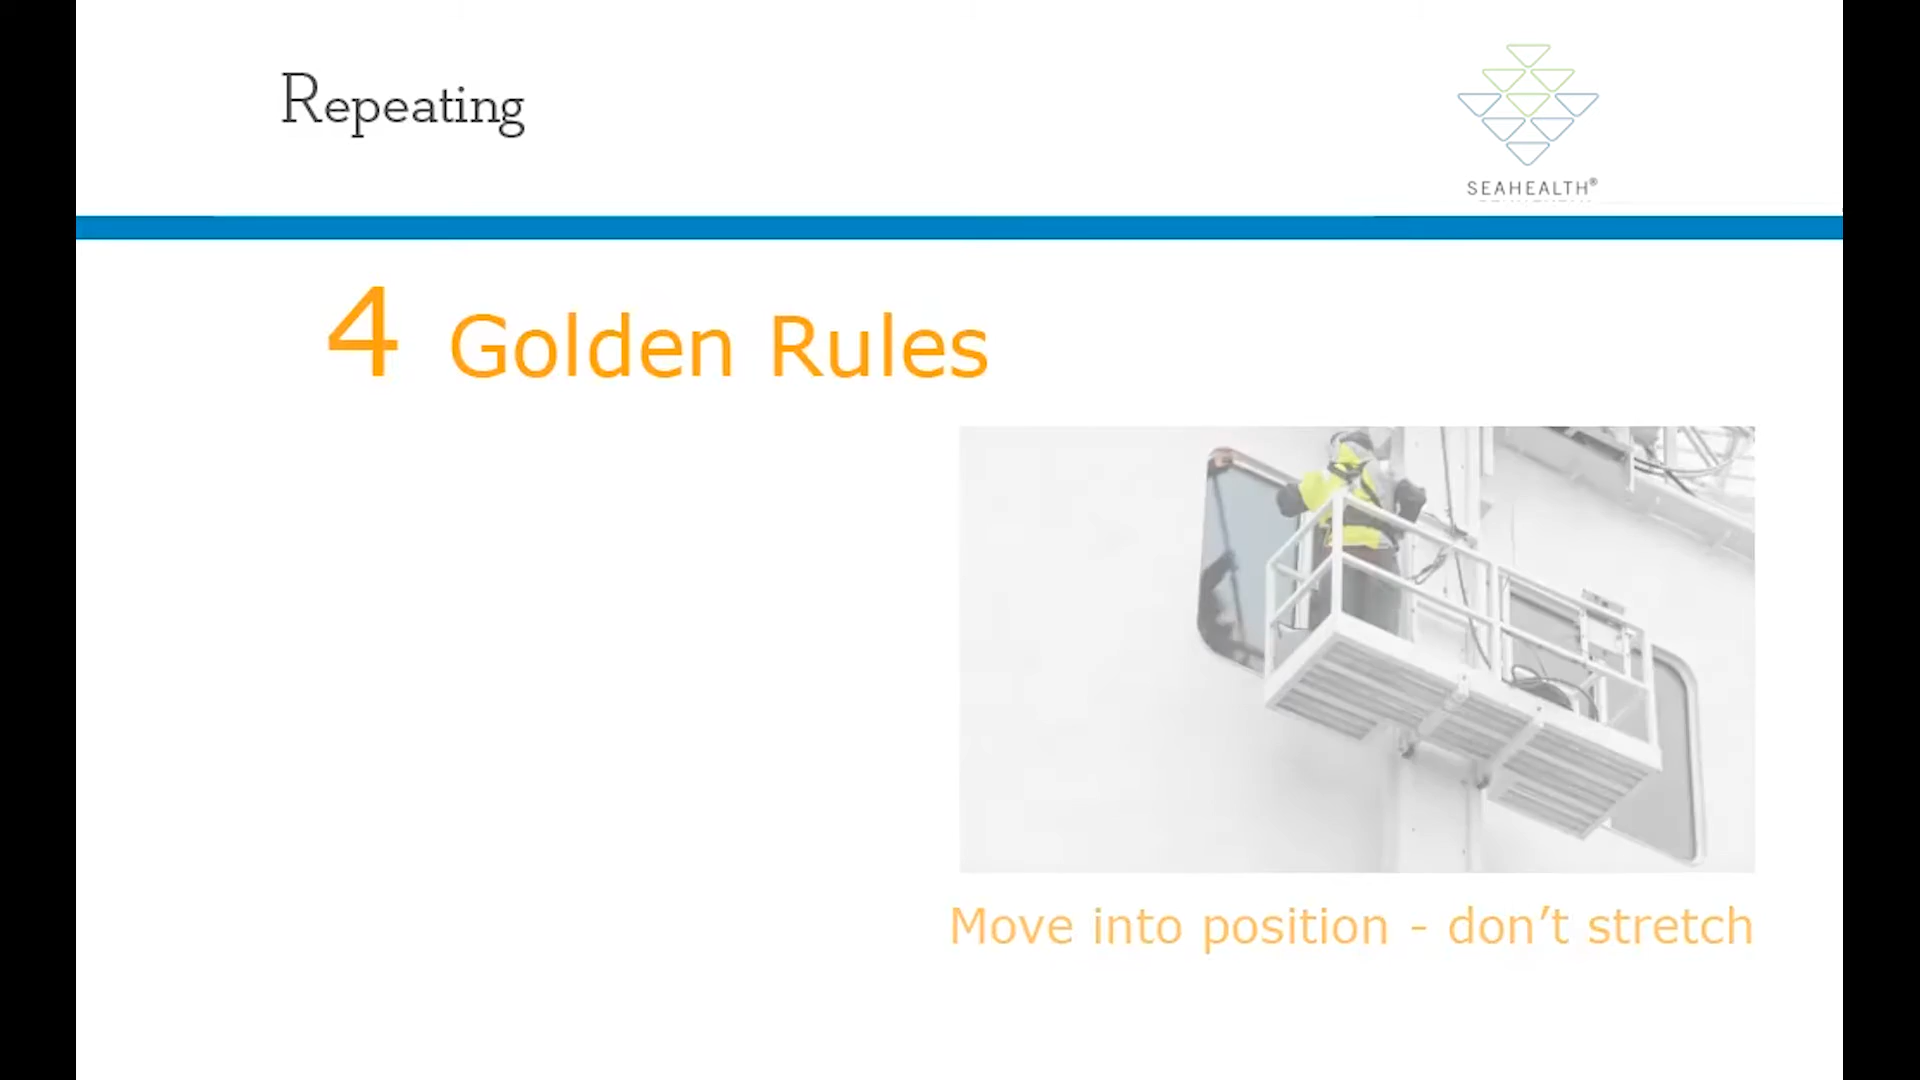 Repeating
SEAHEALTH®
4 Golden Rules
Move into position - don’t stretch